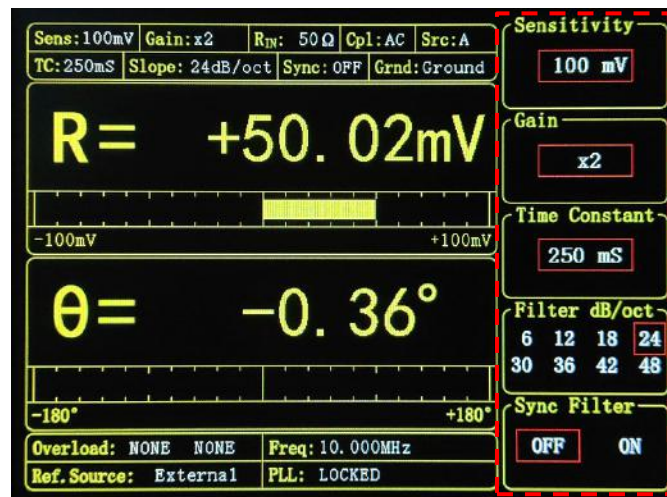 Sens:100mV Gain:x2 RIN: 50Ω Cpl:AC Src:A
TC:250mS Slope: 24dB/oct Sync:OFF Grnd:Ground
R= +50.02mV
-100mV +100mV
θ= -0.36°
-180° +180°
Overload: NONE NONE Freq:10.000MHz
Ref.Source: External PLL: LOCKED
Sensitivity
100 mV
Gain
x2
Time Constant
250 mS
Filter dB/oct
6 12 18 24
30 36 42 48
Sync Filter
OFF ON